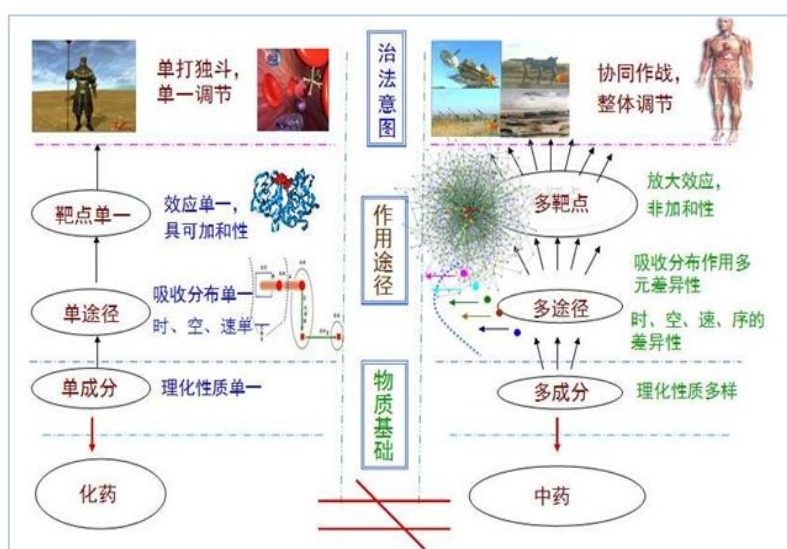 单打独斗，
单一调节
治法意图
协同作战，
整体调节
靶点单一
效应单一，
具可加和性
作用途径
多靶点
放大效应，
非加和性
单途径
吸收分布单一
时、空、速单一
多途径
吸收分布作用多
元差异性
时、空、速、序的
差异性
单成分
理化性质单一
物质基础
多成分
理化性质多样
化药
中药